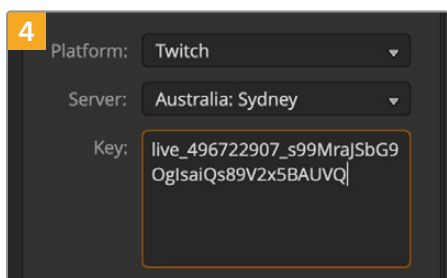 4
Platform: Twitch
Server: Australia: Sydney
Key: live_496722907_s99MraJSbG9
OgIsaiQs89V2x5BAUVQ